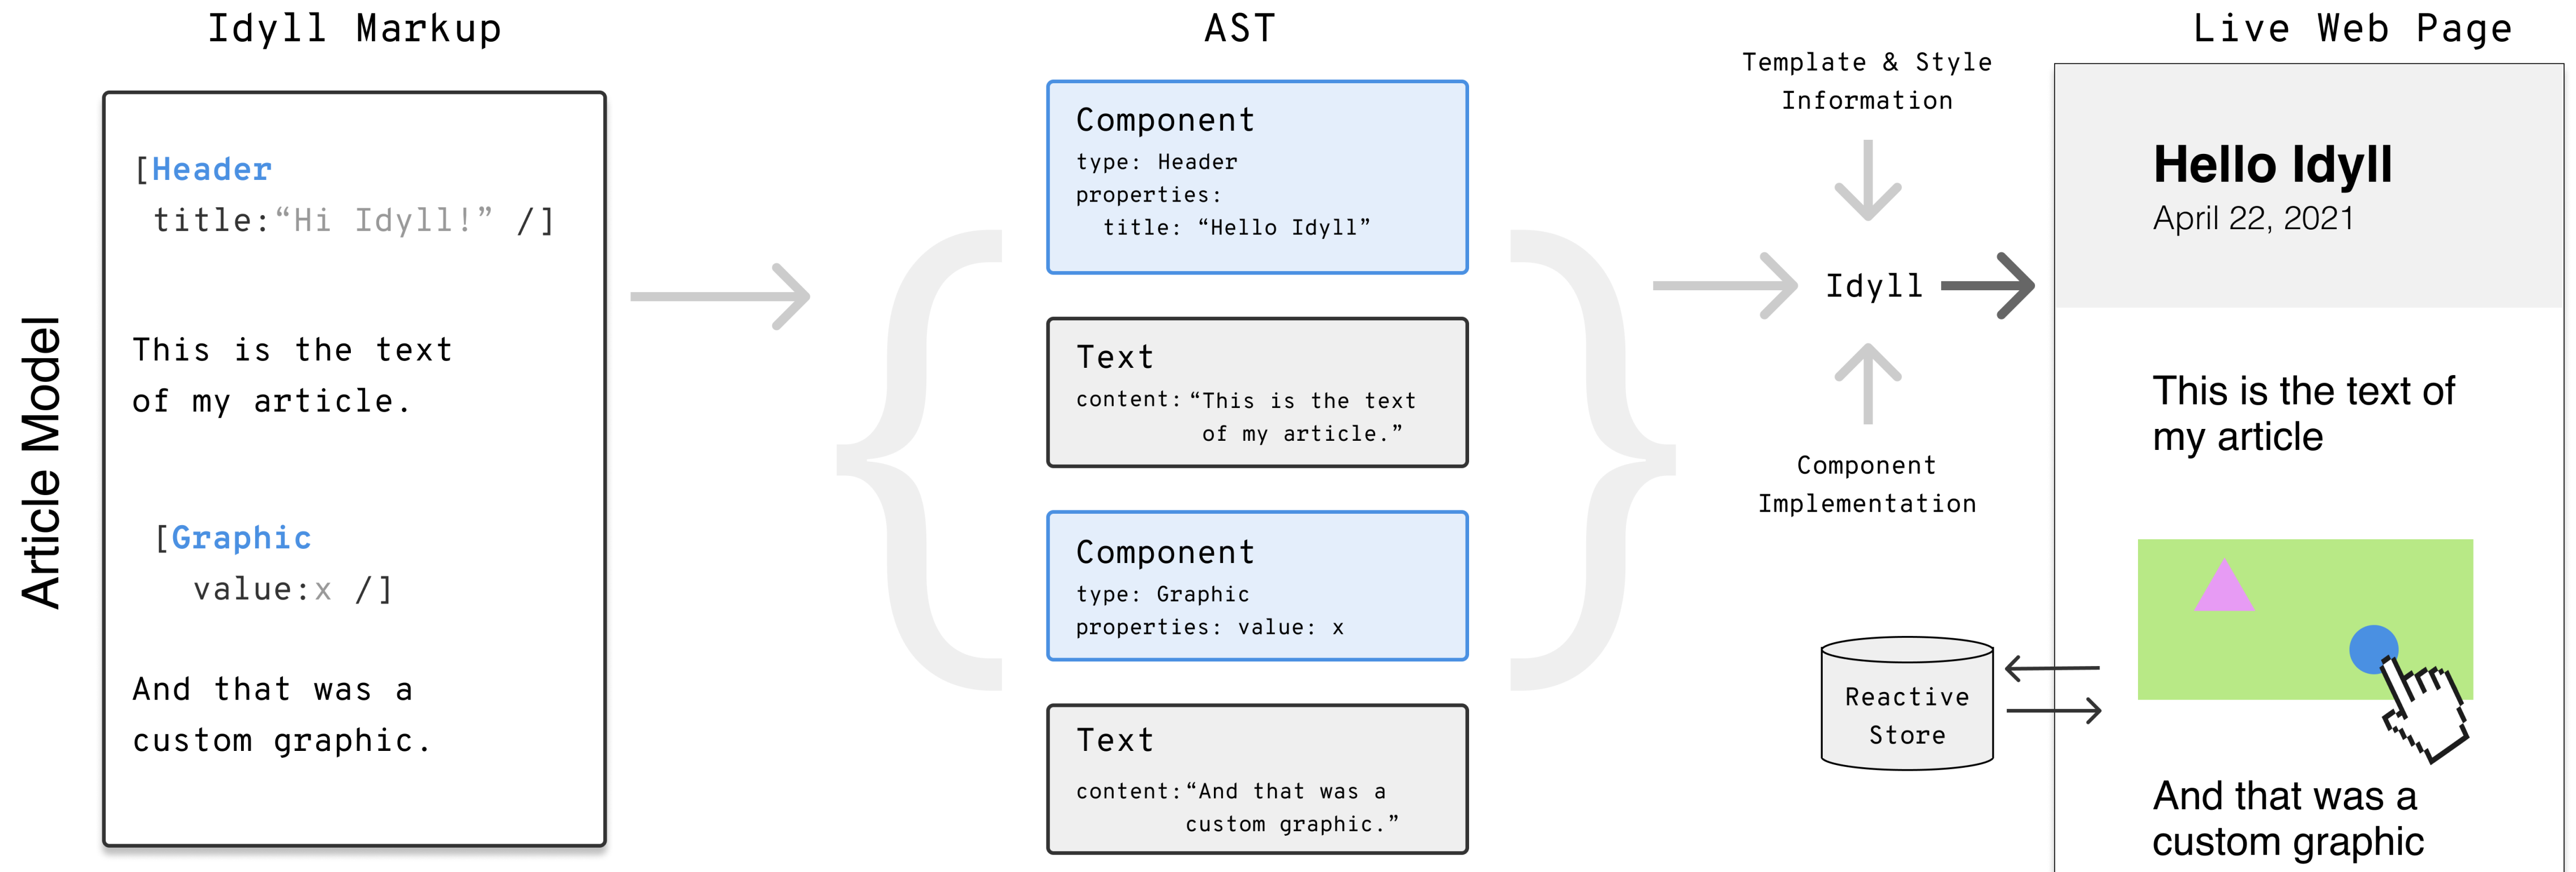 Idyll Markup
Article Model
[Header
title:“Hi Idyll!” /]
This is the text
of my article.
[Graphic
value:x /]
And that was a
custom graphic.
AST
Component
type: Header
properties:
title: “Hello Idyll”
Text
content: “This is the text
of my article.”
Component
type: Graphic
properties: value: x
Text
content: “And that was a
custom graphic.”
Template & Style
Information
Idyll
Component
Implementation
Reactive
Store
Live Web Page
Hello Idyll
April 22, 2021
This is the text of
my article
And that was a
custom graphic